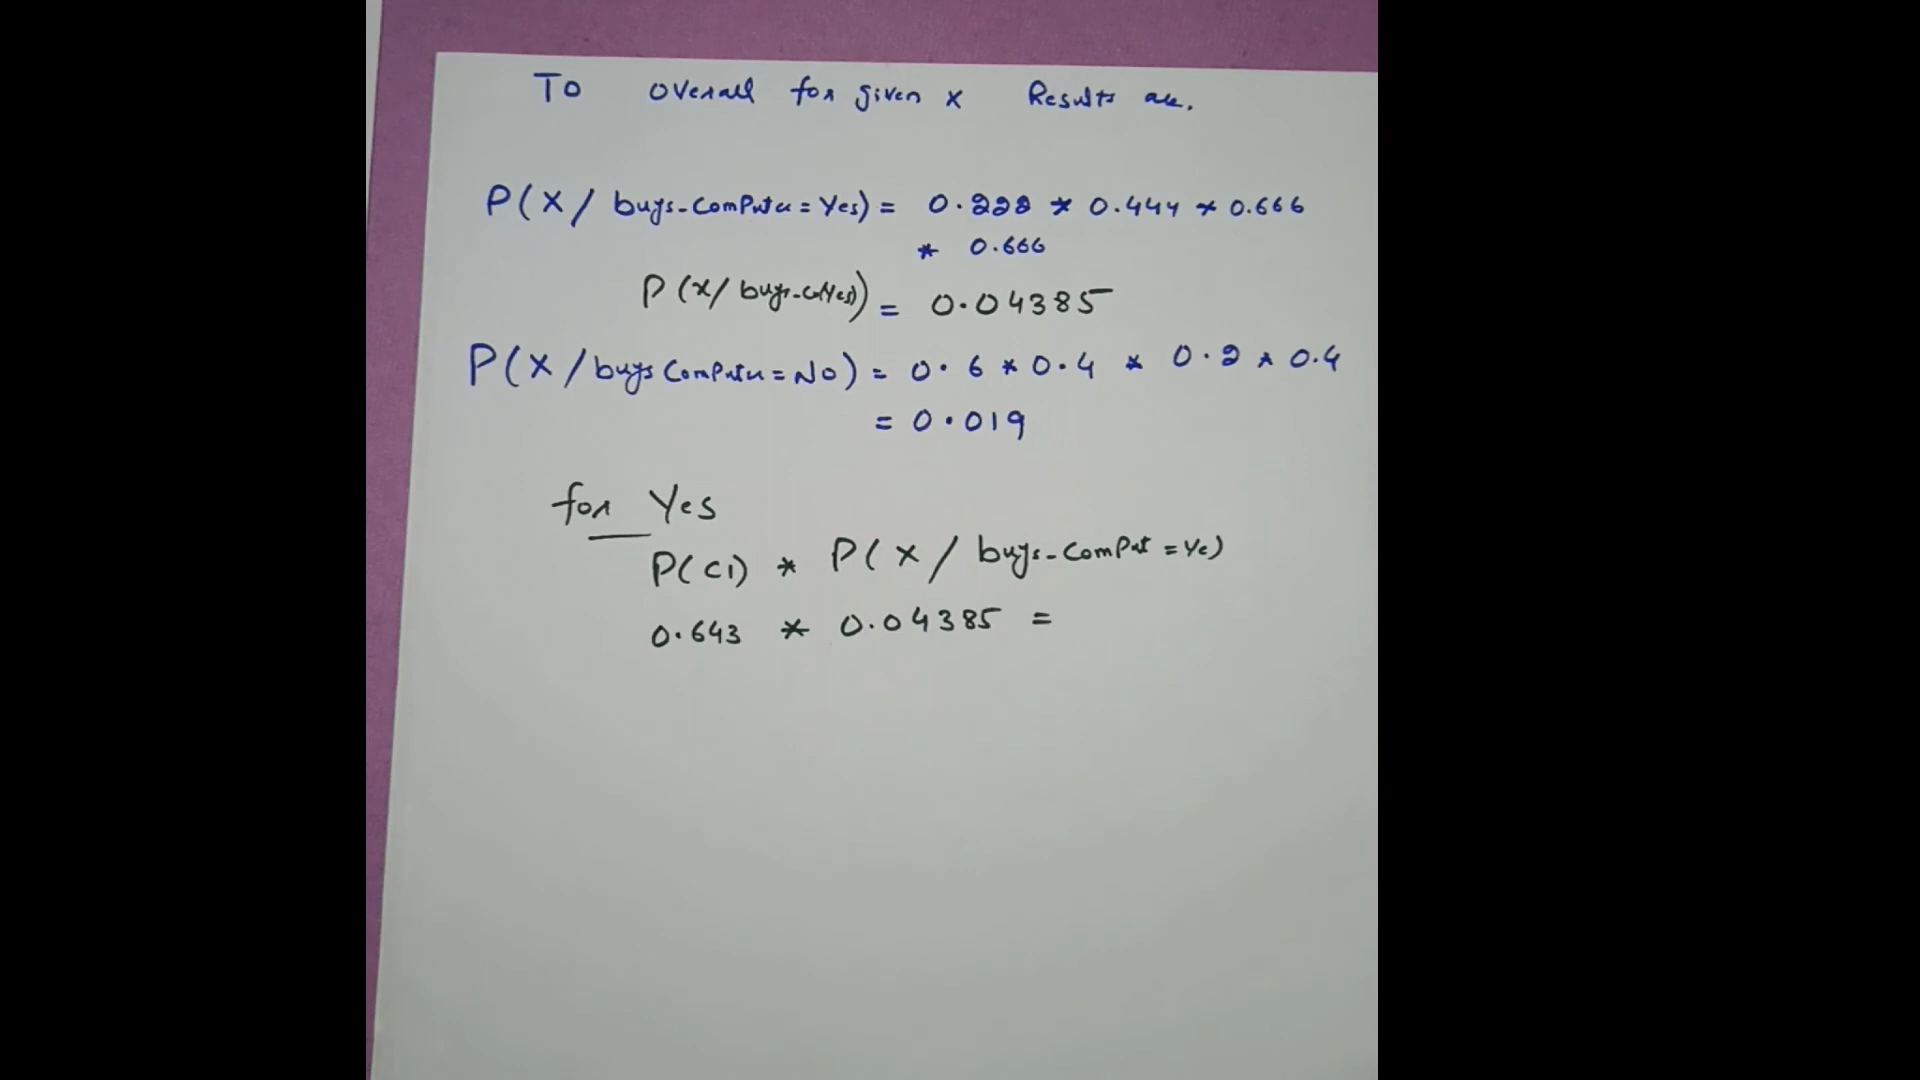 To overall for given x Results are.
P(X/ buys-computer = Yes) = 0.222 * 0.444 * 0.666
* 0.666
P(x/ buys-co(Yes)) = 0.04385
P(X/buys Computer = No) = 0.6 * 0.4 * 0.2 * 0.4
= 0.019
for Yes
P(C1) * P(X/ buys-comput = Ye)
0.643 * 0.04385 =